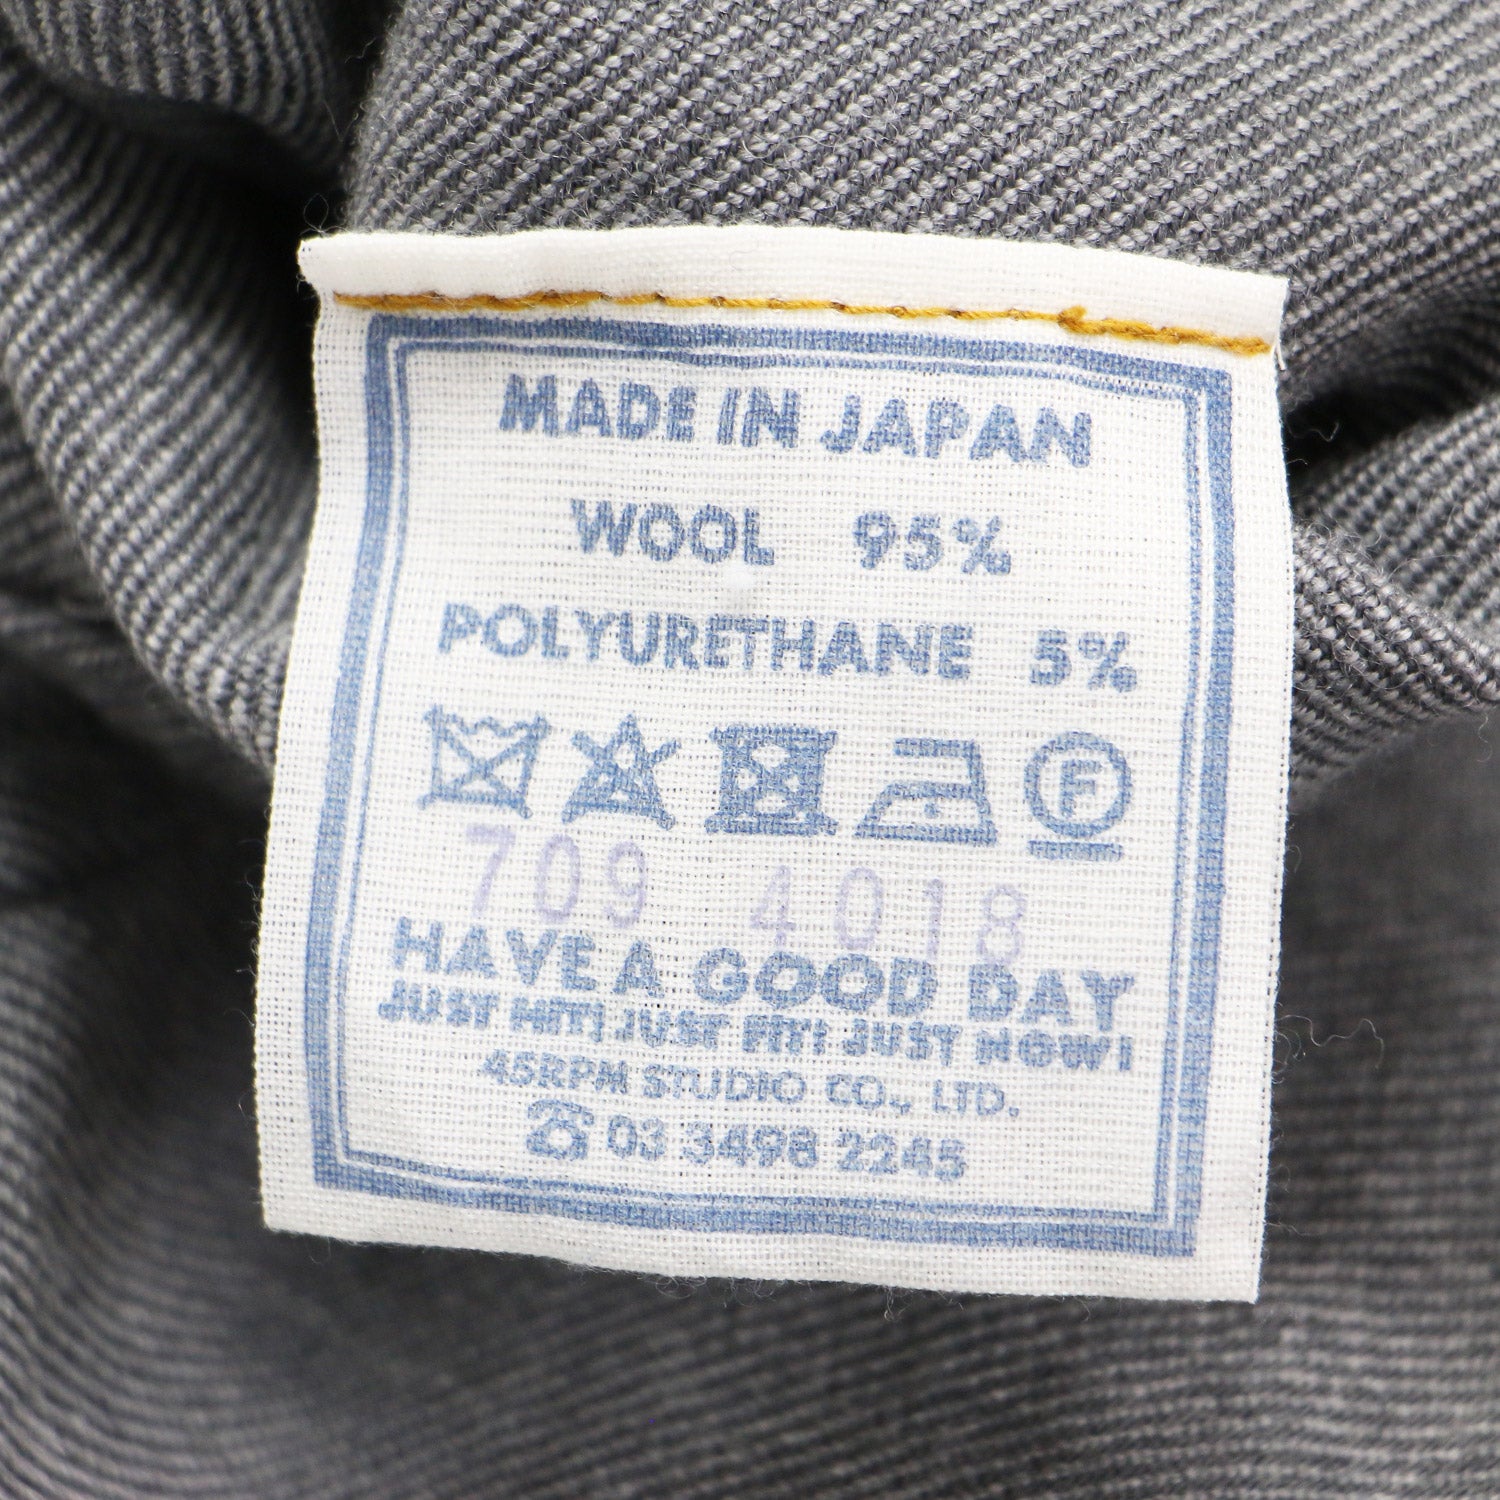 MADE IN JAPAN
WOOL 95%
POLYURETHANE 5%
F
709 4018
HAVE A GOOD DAY
JUST HIT! JUST FIT! JUST NOW!
45RPM STUDIO CO., LTD.
☎ 03 3498 2245